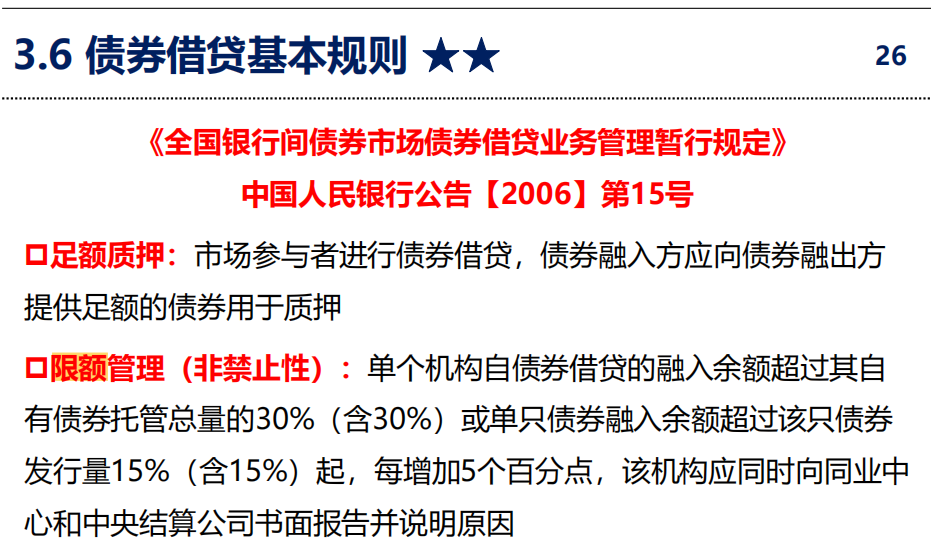 3.6 债券借贷基本规则 ★★
26
《全国银行间债券市场债券借贷业务管理暂行规定》
中国人民银行公告【2006】第15号
足额质押：市场参与者进行债券借贷，债券融入方应向债券融出方
提供足额的债券用于质押
限额管理（非禁止性）：单个机构自债券借贷的融入余额超过其自
有债券托管总量的30%（含30%）或单只债券融入余额超过该只债券
发行量15%（含15%）起，每增加5个百分点，该机构应同时向同业中
心和中央结算公司书面报告并说明原因